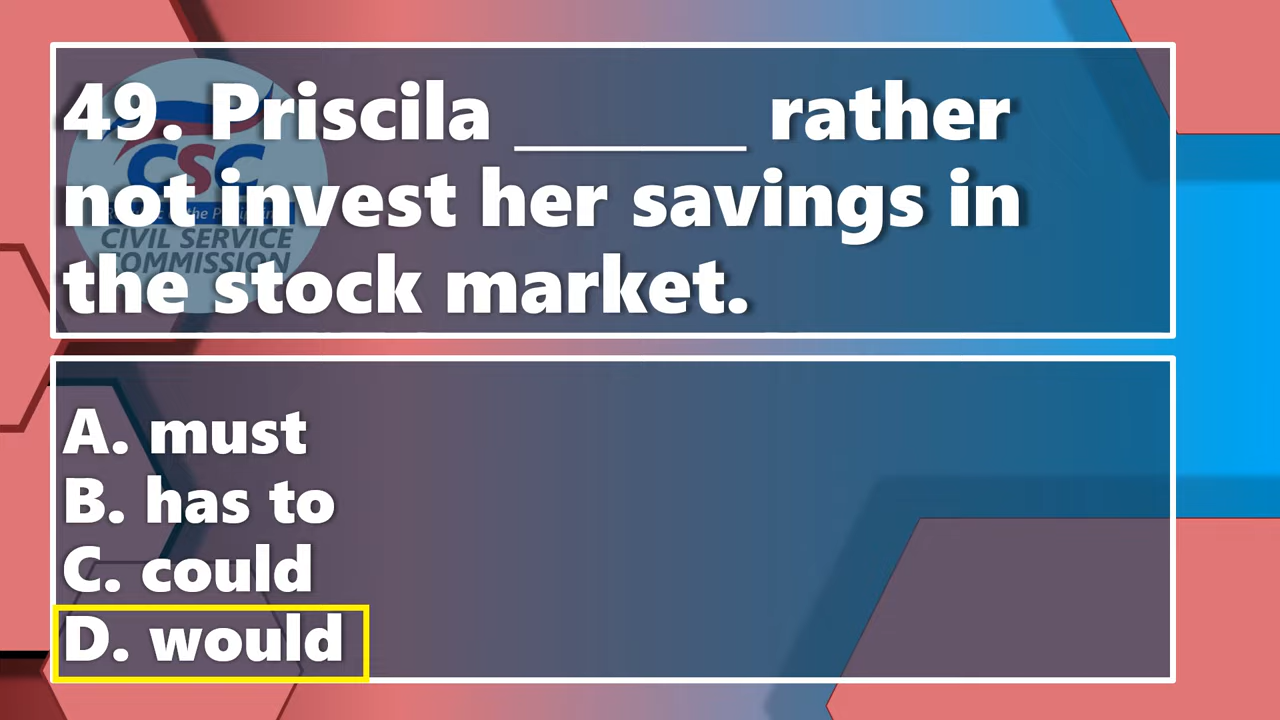 49. Priscila _______ rather
not invest her savings in
the stock market.
CSC
CIVIL SERVICE
COMMISSION
A. must
B. has to
C. could
D. would